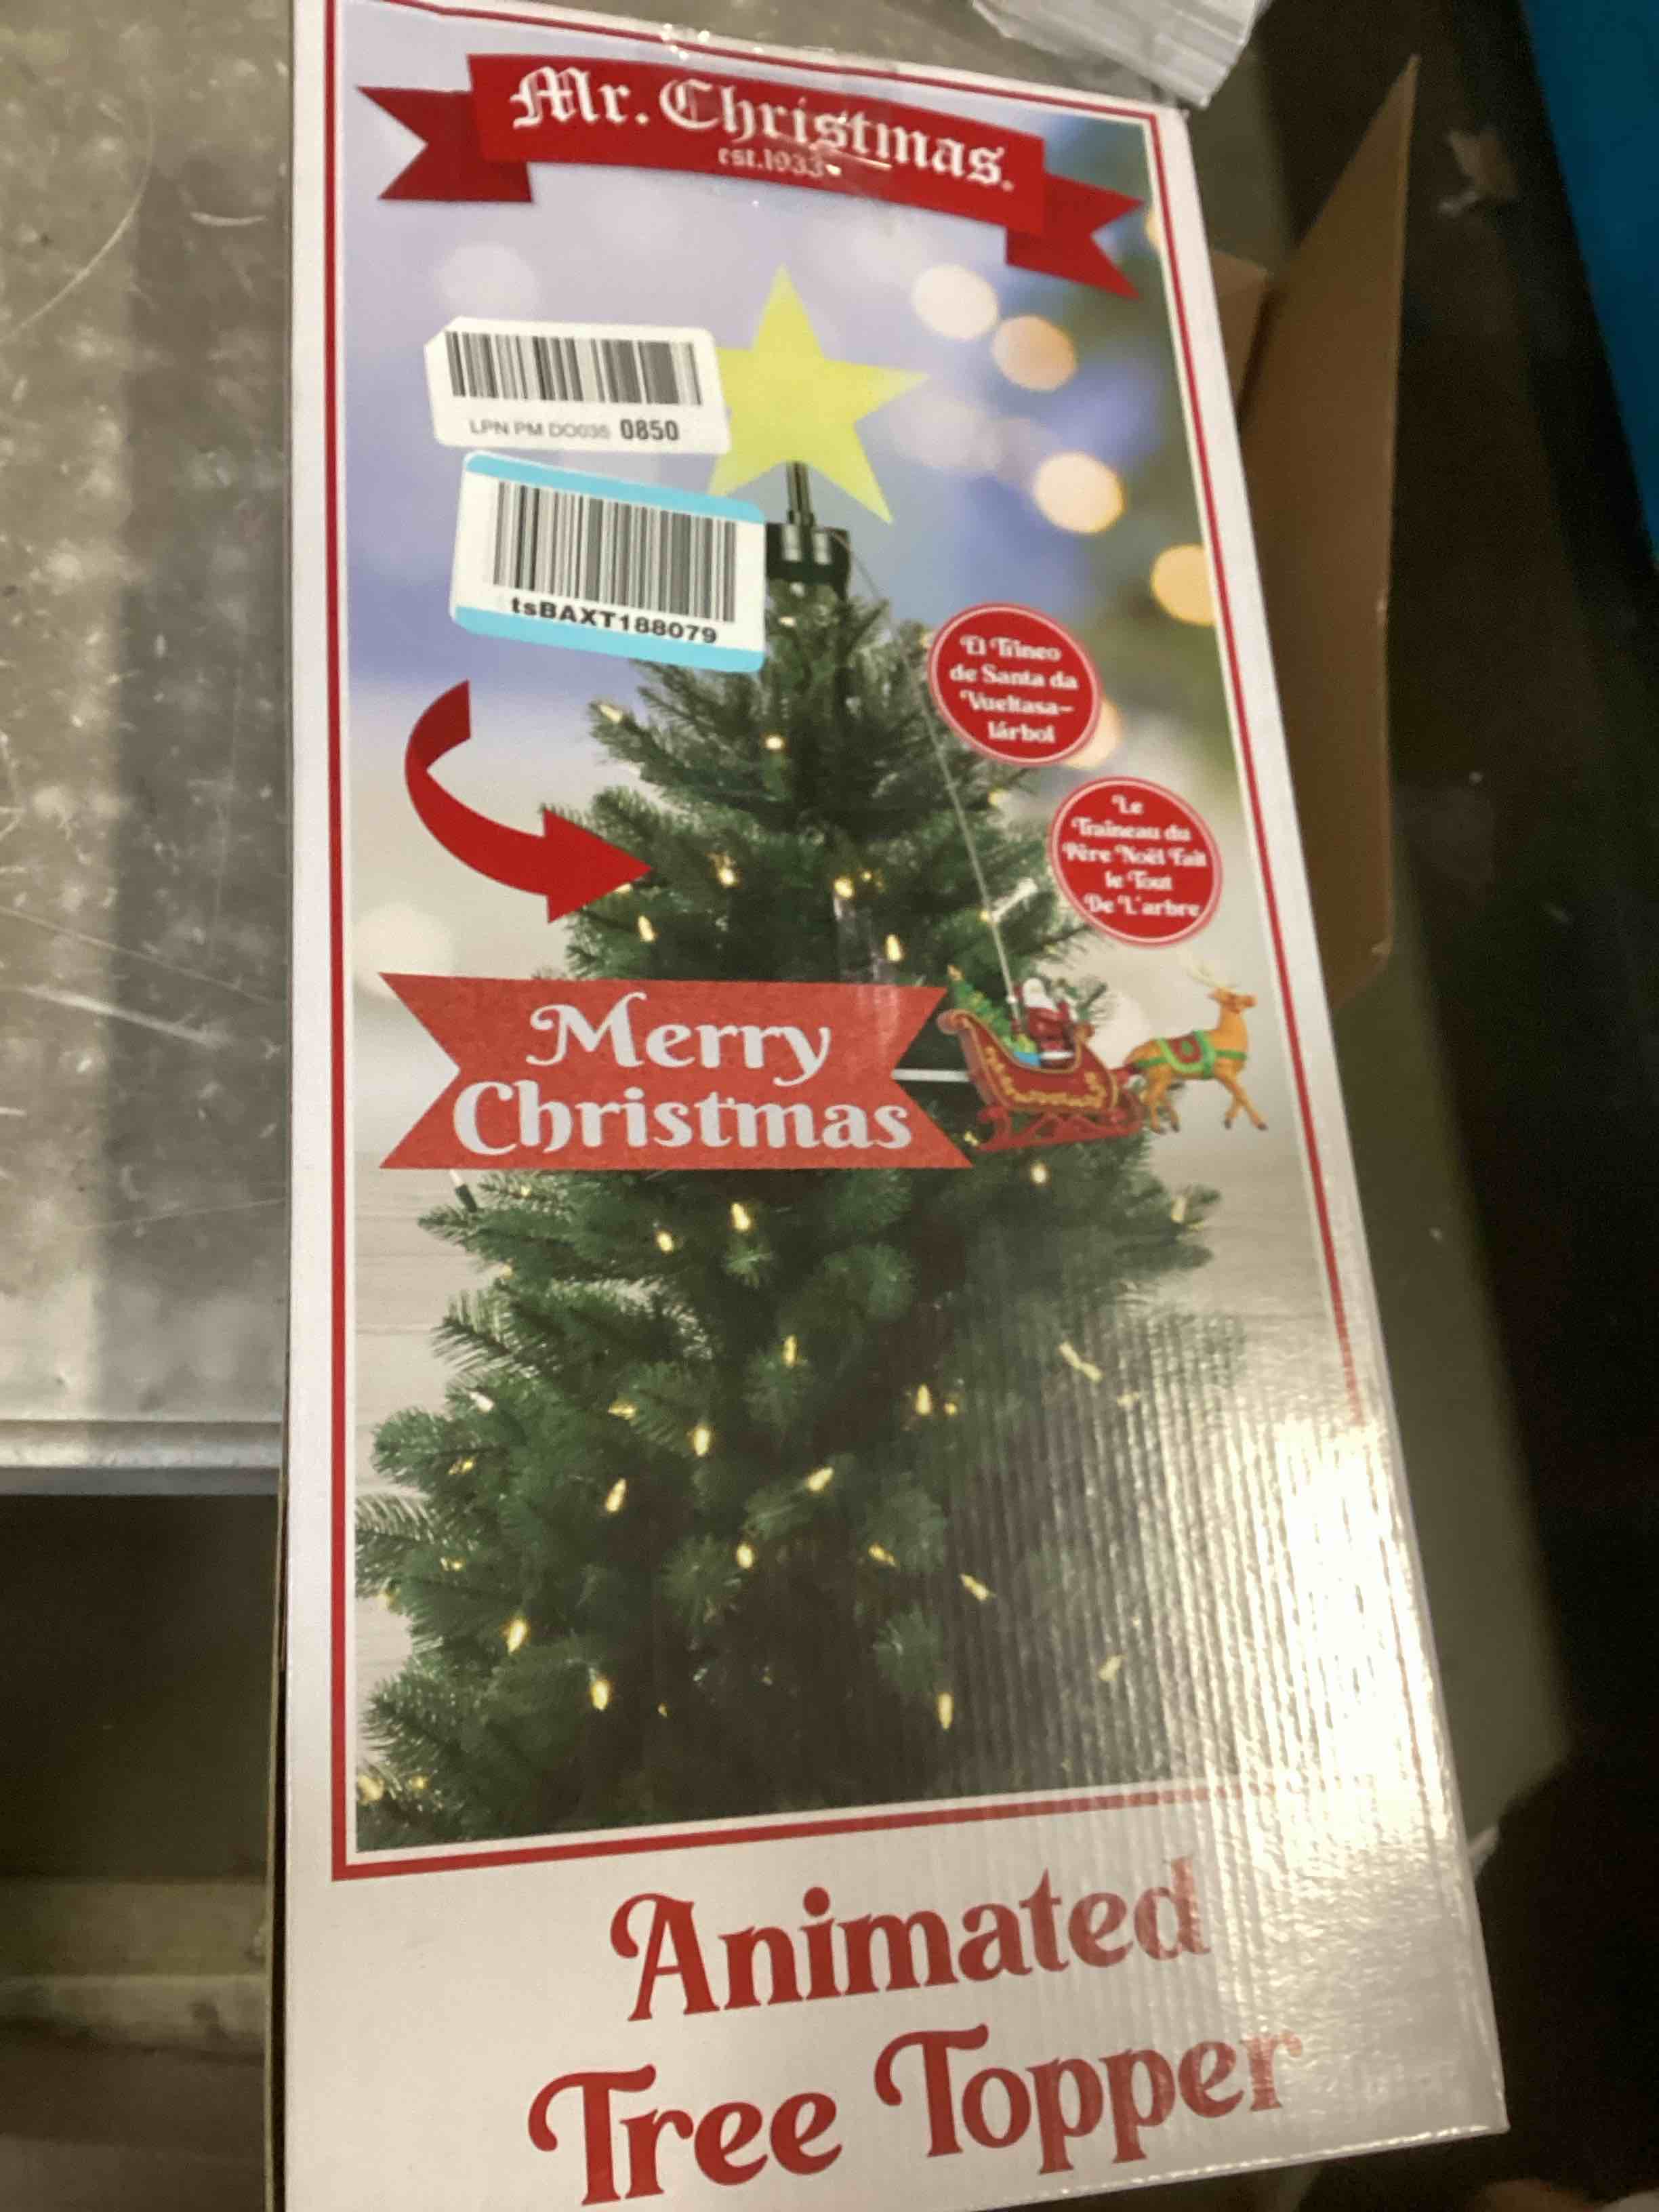 Mr. Christmas.
est.1933
LPN PM DO035 0850
tsBAXT188079
El Trineo
de Santa da
Vueltasa-
lárbol
Le
Traîneau du
Père Noël Fait
le Tout
De L'arbre
Merry
Christmas
Animated
Tree Topper